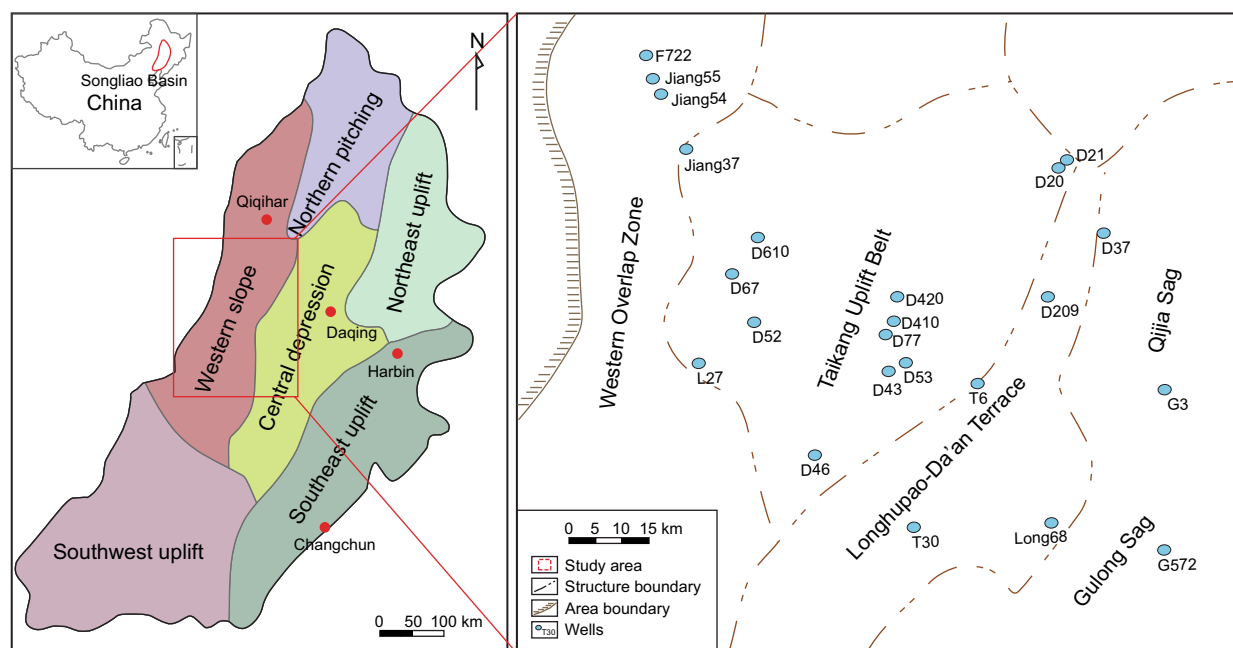 Songliao Basin
China
N
Northern pitching
Qiqihar
Northeast uplift
Western slope
Central depression
Daqing
Harbin
Southeast uplift
Southwest uplift
Changchun
0 50 100 km
F722
Jiang55
Jiang54
Jiang37
D21
D20
D37
D610
D67
D52
L27
D420
D410
D77
D53
D43
D209
T6
G3
D46
T30
Long68
G572
Western Overlap Zone
Taikang Uplift Belt
Longhupao-Da'an Terrace
Qijia Sag
Gulong Sag
0 5 10 15 km
Study area
Structure boundary
Area boundary
T30
Wells